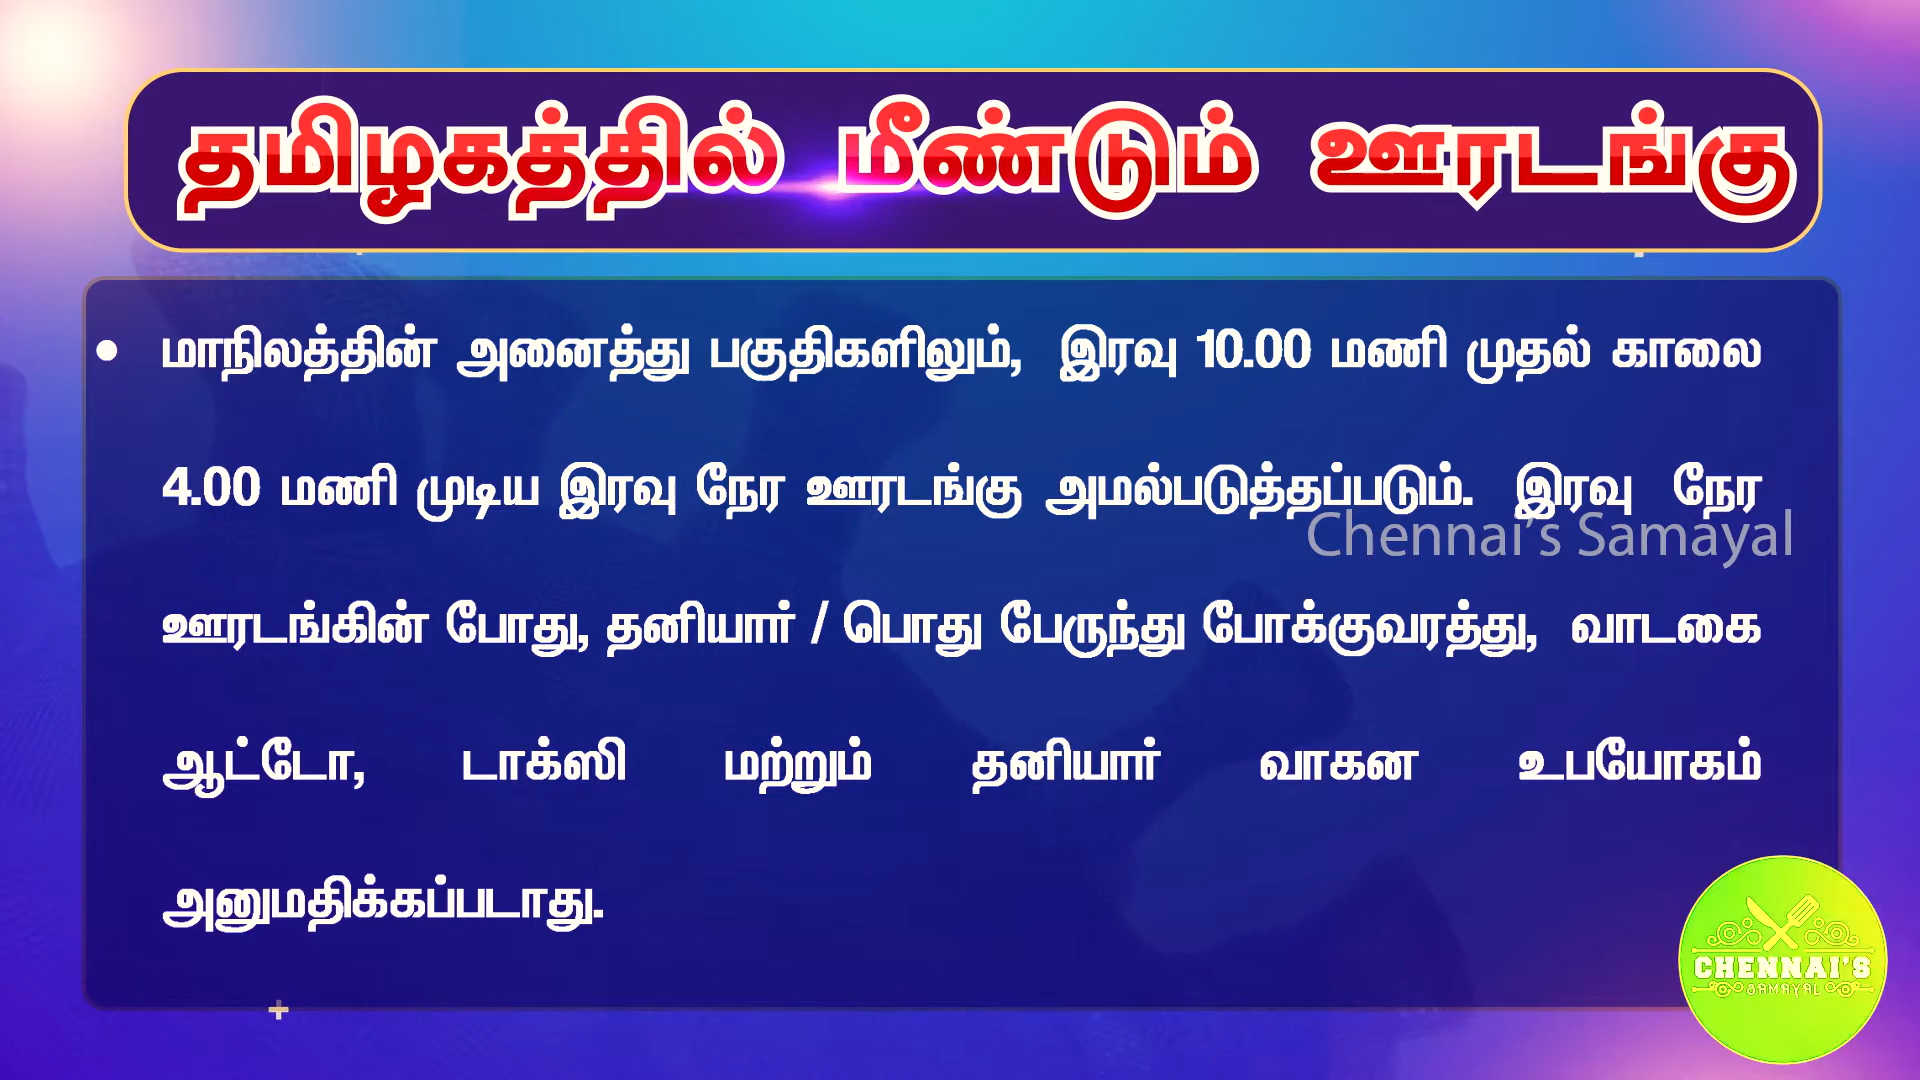 தமிழகத்தில் மீண்டும் ஊரடங்கு
• மாநிலத்தின் அனைத்து பகுதிகளிலும், இரவு 10.00 மணி முதல் காலை
4.00 மணி முடிய இரவு நேர ஊரடங்கு அமல்படுத்தப்படும். இரவு நேர
Chennai's Samayal
ஊரடங்கின் போது, தனியார் / பொது பேருந்து போக்குவரத்து, வாடகை
ஆட்டோ, டாக்ஸி மற்றும் தனியார் வாகன உபயோகம்
அனுமதிக்கப்படாது.
CHENNAI'S
SAMAYAL